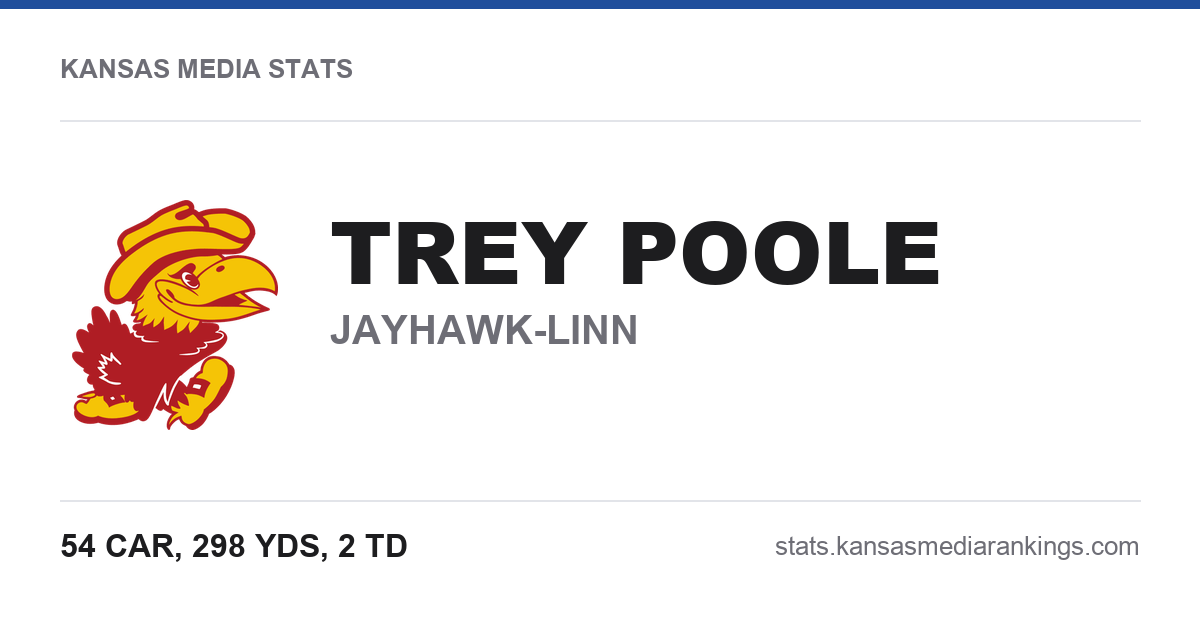 KANSAS MEDIA STATS
TREY POOLE
JAYHAWK-LINN
54 CAR, 298 YDS, 2 TD
stats.kansasmediarankings.com